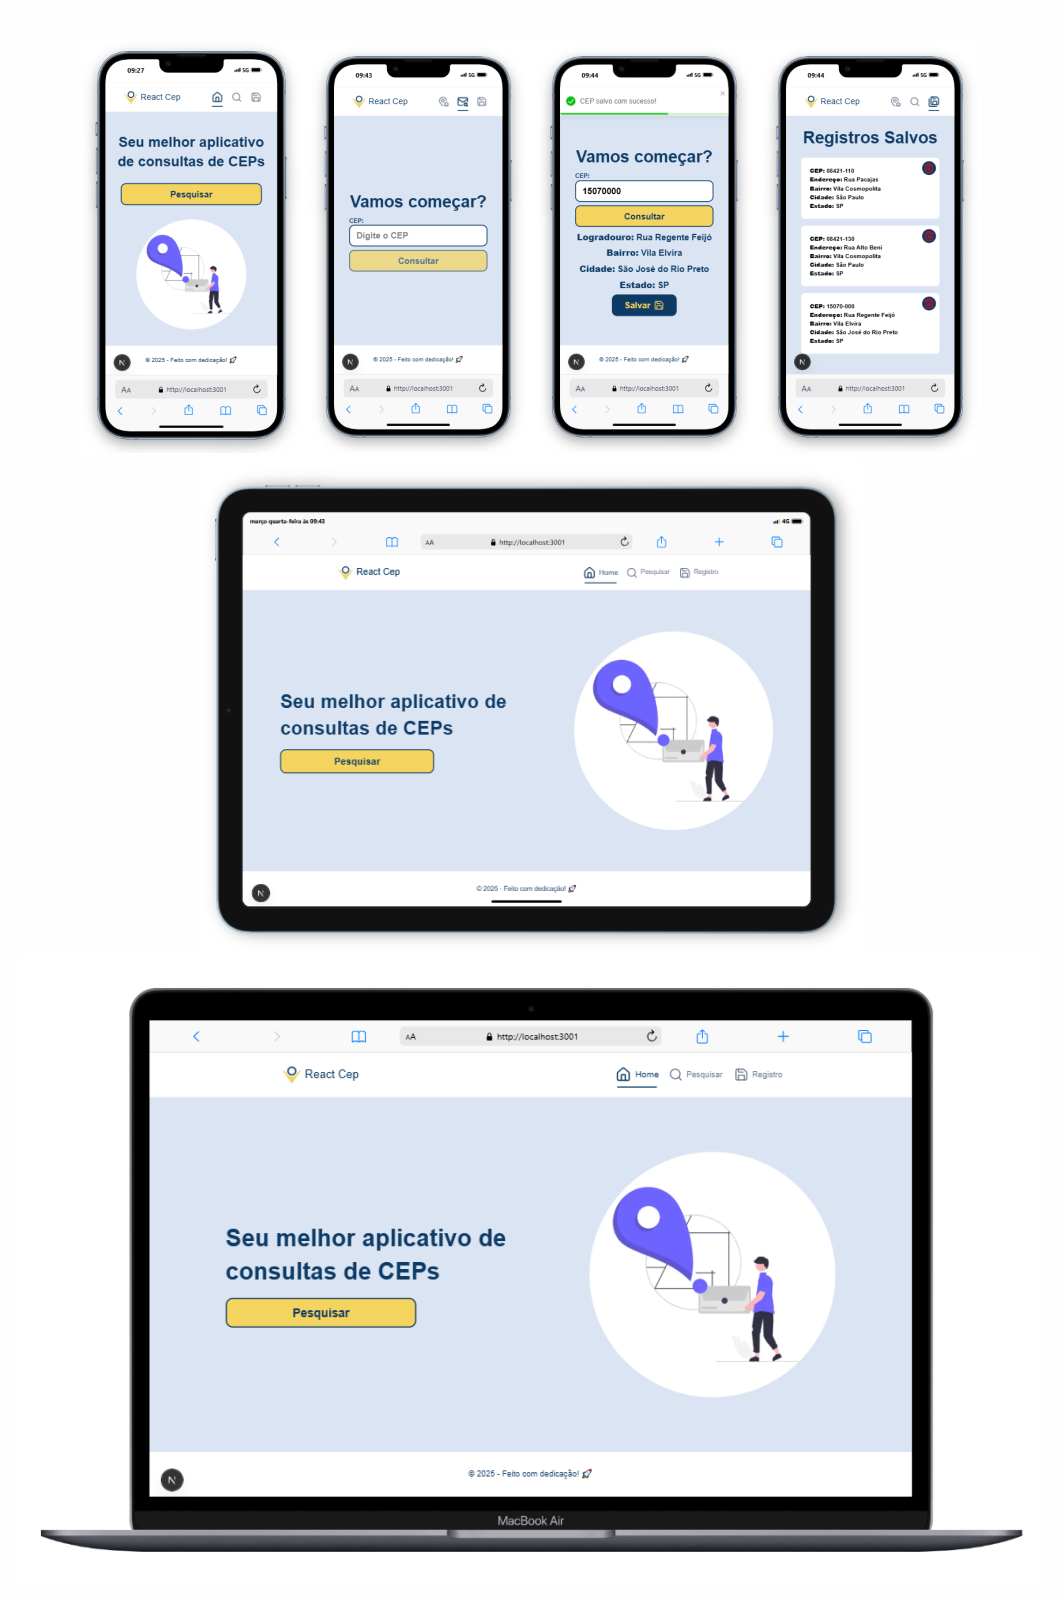 09:27
5G
React Cep
Seu melhor aplicativo
de consultas de CEPs
Pesquisar
© 2025 - Feito com dedicação!
N
AA
http://localhost:3001
09:43
5G
React Cep
Vamos começar?
CEP:
Digite o CEP
Consultar
© 2025 - Feito com dedicação!
N
AA
http://localhost:3001
09:44
5G
CEP salvo com sucesso!
Vamos começar?
CEP:
15070000
Consultar
Logradouro: Rua Regente Feijó
Bairro: Vila Elvira
Cidade: São José do Rio Preto
Estado: SP
Salvar
© 2025 - Feito com dedicação!
N
AA
http://localhost:3001
09:44
5G
React Cep
Registros Salvos
CEP: 08421-110
Endereço: Rua Pacajas
Bairro: Vila Cosmopolita
Cidade: São Paulo
Estado: SP
CEP: 08421-130
Endereço: Rua Alto Beni
Bairro: Vila Cosmopolita
Cidade: São Paulo
Estado: SP
CEP: 15070-000
Endereço: Rua Regente Feijó
Bairro: Vila Elvira
Cidade: São José do Rio Preto
Estado: SP
N
AA
http://localhost:3001
março quarta-feira às 09:43
4G
AA
http://localhost:3001
React Cep
Home
Pesquisar
Registro
Seu melhor aplicativo de
consultas de CEPs
Pesquisar
© 2025 - Feito com dedicação!
N
AA
http://localhost:3001
React Cep
Home
Pesquisar
Registro
Seu melhor aplicativo de
consultas de CEPs
Pesquisar
© 2025 - Feito com dedicação!
N
MacBook Air